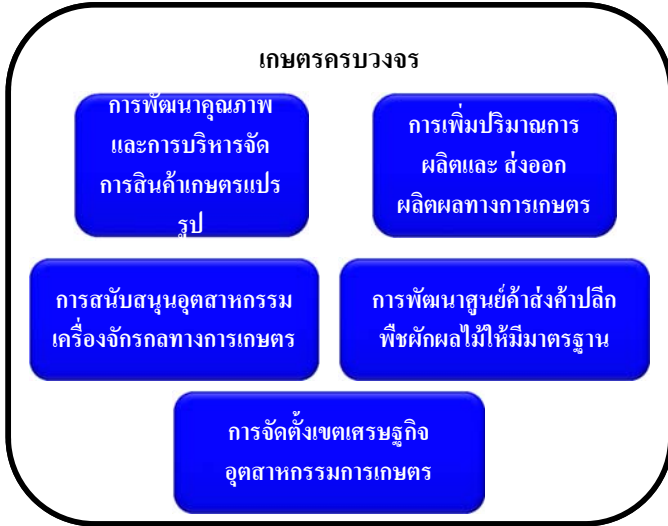 เกษตรครบวงจร
การพัฒนาคุณภาพ
และการบริหารจัด
การสินค้าเกษตรแปร
รูป
การเพิ่มปริมาณการ
ผลิตและ ส่งออก
ผลิตผลทางการเกษตร
การสนับสนุนอุตสาหกรรม
เครื่องจักรกลทางการเกษตร
การพัฒนาศูนย์ค้าส่งค้าปลีก
พืชผักผลไม้ให้มีมาตรฐาน
การจัดตั้งเขตเศรษฐกิจ
อุตสาหกรรมการเกษตร